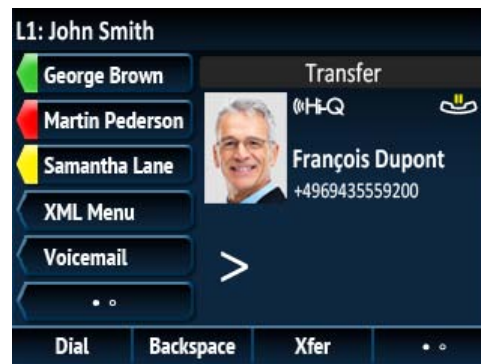 L1: John Smith
George Brown
Martin Pederson
Samantha Lane
XML Menu
Voicemail
Transfer
Hi-Q
François Dupont
+4969435559200
>
Dial Backspace Xfer